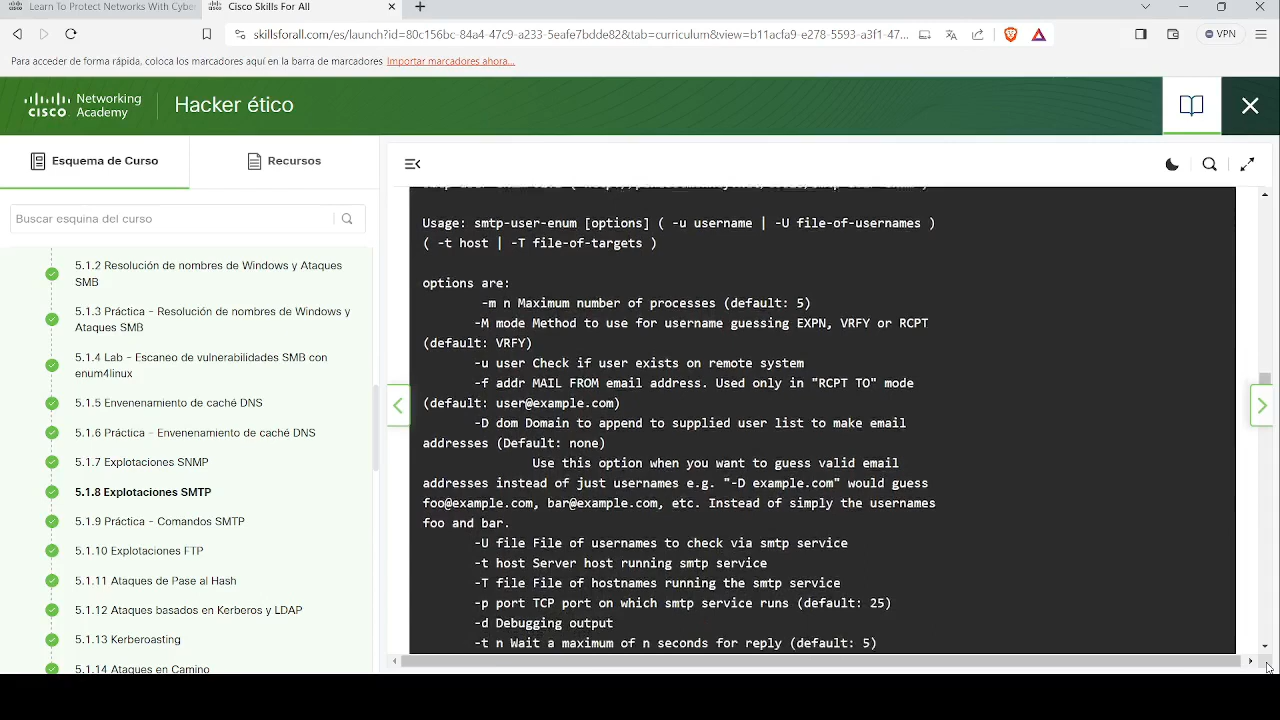 Learn To Protect Networks With Cyber
Cisco Skills For All
skillsforall.com/es/launch?id=80c156bc-84a4-47c9-a233-5eafe7bdde82&tab=curriculum&view=b11acfa9-e278-5593-a3f1-47...
VPN
Para acceder de forma rápida, coloca los marcadores aquí en la barra de marcadores Importar marcadores ahora...
cisco Networking Academy
Hacker ético
Esquema de Curso
Recursos
Buscar esquina del curso
5.1.2 Resolución de nombres de Windows y Ataques
SMB
5.1.3 Práctica - Resolución de nombres de Windows y
Ataques SMB
5.1.4 Lab - Escaneo de vulnerabilidades SMB con
enum4linux
5.1.5 Envenenamiento de caché DNS
5.1.6 Práctica - Envenenamiento de caché DNS
5.1.7 Explotaciones SNMP
5.1.8 Explotaciones SMTP
5.1.9 Práctica - Comandos SMTP
5.1.10 Explotaciones FTP
5.1.11 Ataques de Pase al Hash
5.1.12 Ataques basados en Kerberos y LDAP
5.1.13 Kerberoasting
5.1.14 Ataques en Camino
Usage: smtp-user-enum [options] ( -u username | -U file-of-usernames )
( -t host | -T file-of-targets )
options are:
-m n Maximum number of processes (default: 5)
-M mode Method to use for username guessing EXPN, VRFY or RCPT
(default: VRFY)
-u user Check if user exists on remote system
-f addr MAIL FROM email address. Used only in "RCPT TO" mode
(default: user@example.com)
-D dom Domain to append to supplied user list to make email
addresses (Default: none)
Use this option when you want to guess valid email
addresses instead of just usernames e.g. "-D example.com" would guess
foo@example.com, bar@example.com, etc. Instead of simply the usernames
foo and bar.
-U file File of usernames to check via smtp service
-t host Server host running smtp service
-T file File of hostnames running the smtp service
-p port TCP port on which smtp service runs (default: 25)
-d Debugging output
-t n Wait a maximum of n seconds for reply (default: 5)